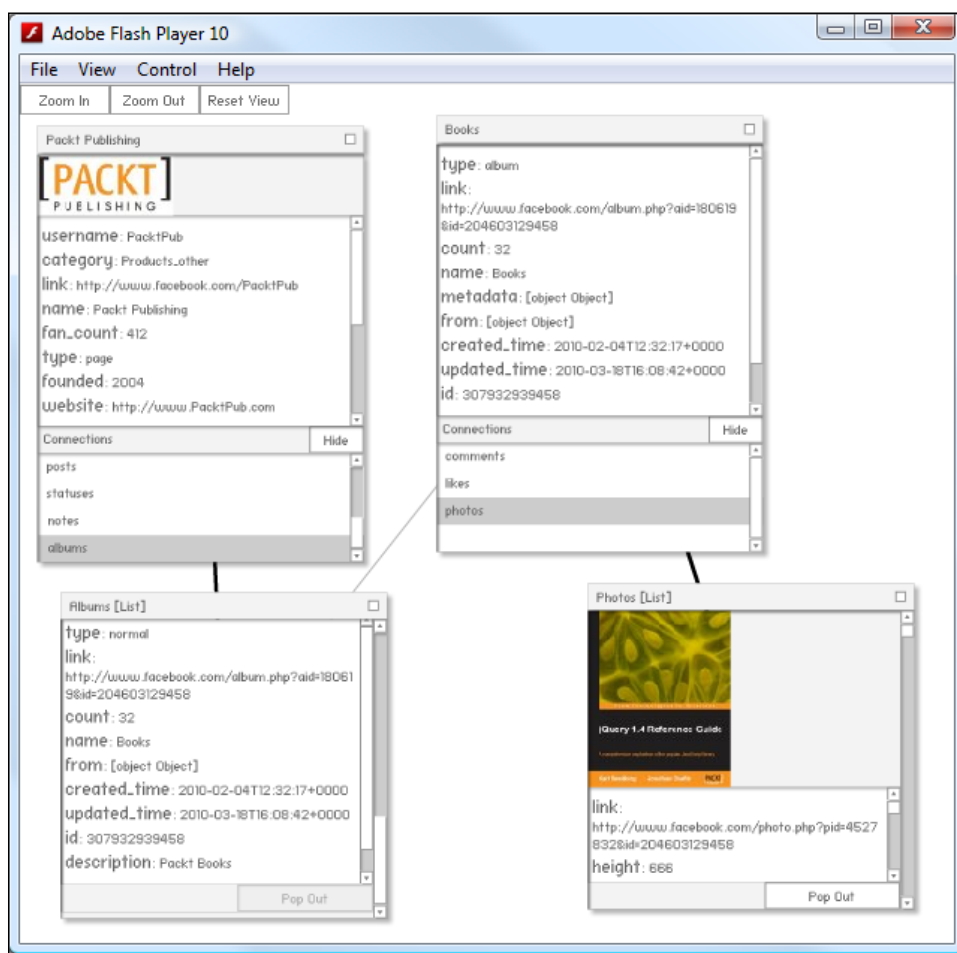 Adobe Flash Player 10
File View Control Help
Zoom In Zoom Out Reset View
Packt Publishing
[PACKT]
PUBLISHING
username: PacktPub
category: Products_other
link: http://www.facebook.com/PacktPub
name: Packt Publishing
fan_count: 412
type: page
founded: 2004
website: http://www.PacktPub.com
Connections Hide
posts
statuses
notes
albums
Books
type: album
link:
http://www.facebook.com/album.php?aid=180619
&id=204603129458
count: 32
name: Books
metadata: [object Object]
from: [object Object]
created_time: 2010-02-04T12:32:17+0000
updated_time: 2010-03-18T16:08:42+0000
id: 307932939458
Connections Hide
comments
likes
photos
Albums [List]
type: normal
link:
http://www.facebook.com/album.php?aid=18061
9&id=204603129458
count: 32
name: Books
from: [object Object]
created_time: 2010-02-04T12:32:17+0000
updated_time: 2010-03-18T16:08:42+0000
id: 307932939458
description: Packt Books
Pop Out
Photos [List]
jQuery 1.4 Reference Guide
Jonathan Chaffer
PACKT
link:
http://www.facebook.com/photo.php?pid=4527
832&id=204603129458
height: 666
Pop Out